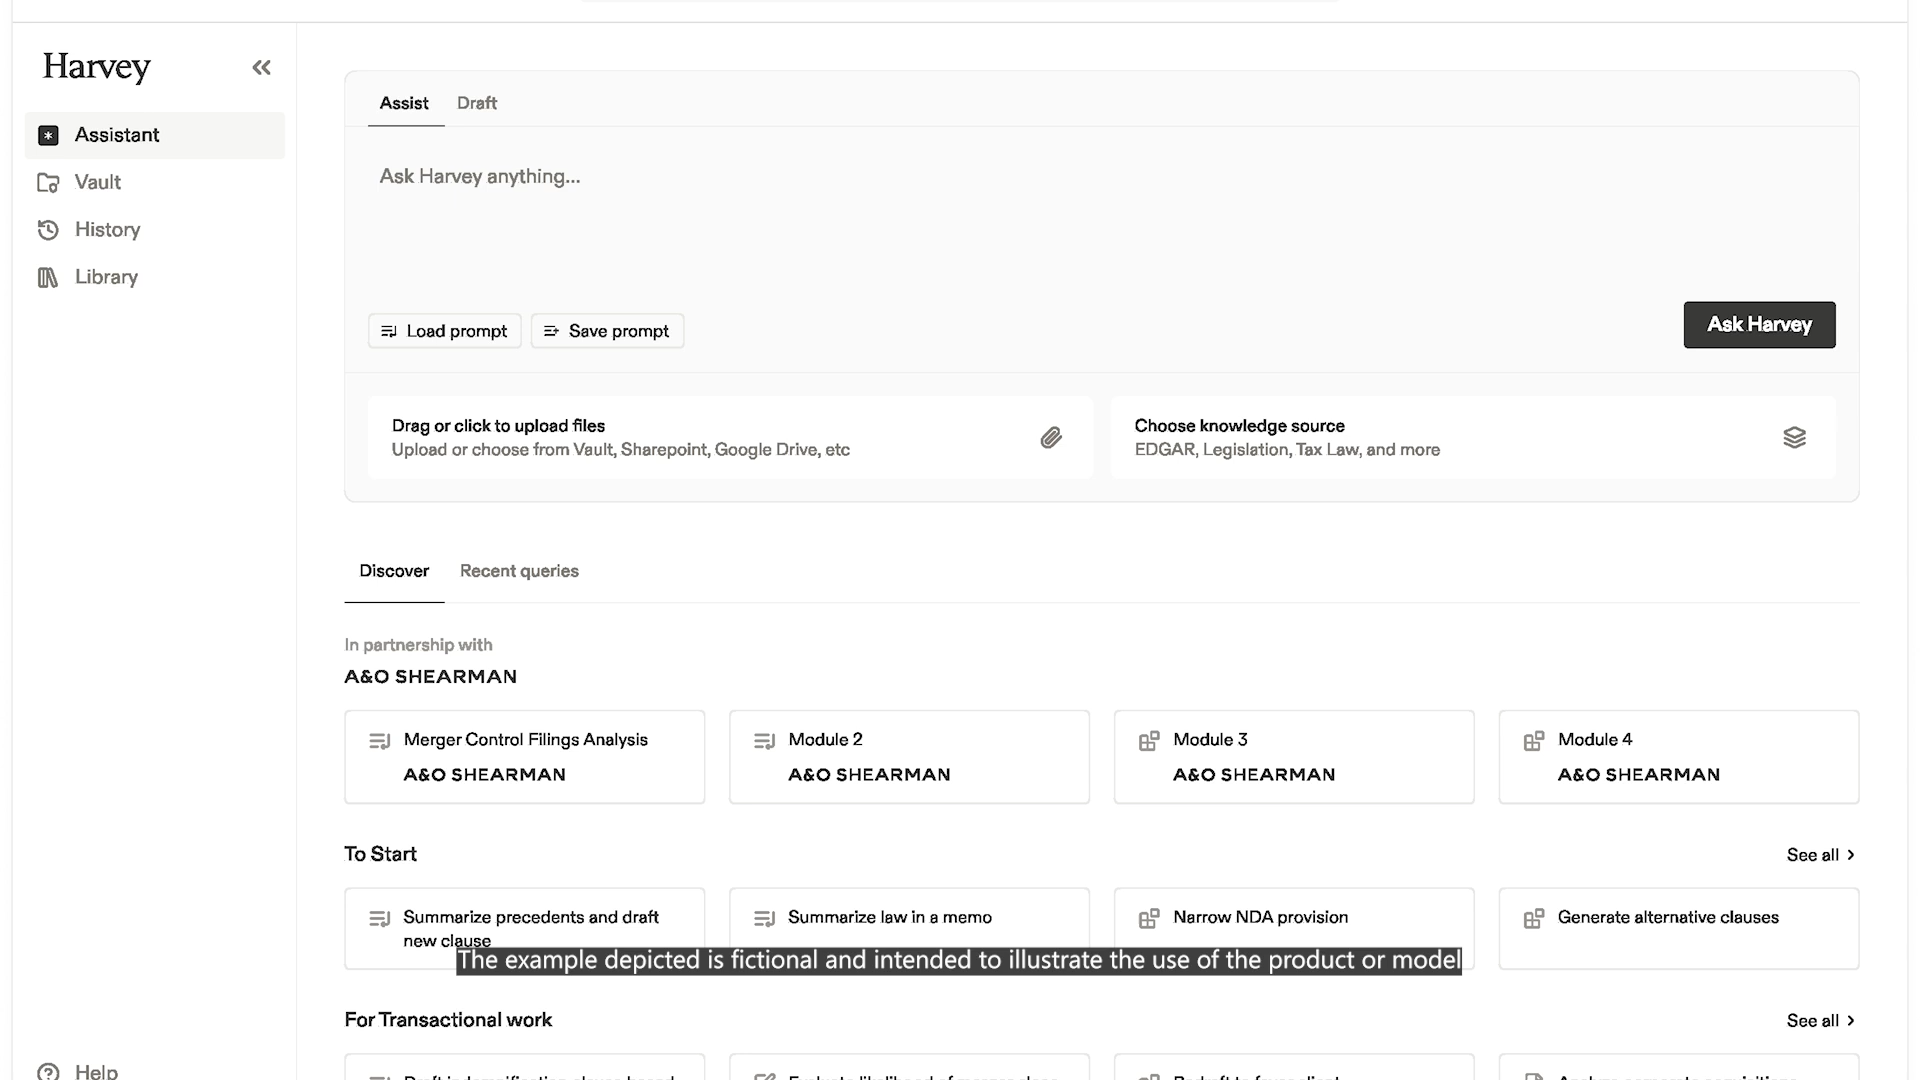 Harvey
Assistant
Vault
History
Library
Help
Assist Draft
Ask Harvey anything...
Load prompt Save prompt
Ask Harvey
Drag or click to upload files
Upload or choose from Vault, Sharepoint, Google Drive, etc
Choose knowledge source
EDGAR, Legislation, Tax Law, and more
Discover Recent queries
In partnership with
A&O SHEARMAN
Merger Control Filings Analysis
A&O SHEARMAN
Module 2
A&O SHEARMAN
Module 3
A&O SHEARMAN
Module 4
A&O SHEARMAN
To Start
See all
Summarize precedents and draft
new clause
Summarize law in a memo
Narrow NDA provision
Generate alternative clauses
The example depicted is fictional and intended to illustrate the use of the product or model
For Transactional work
See all